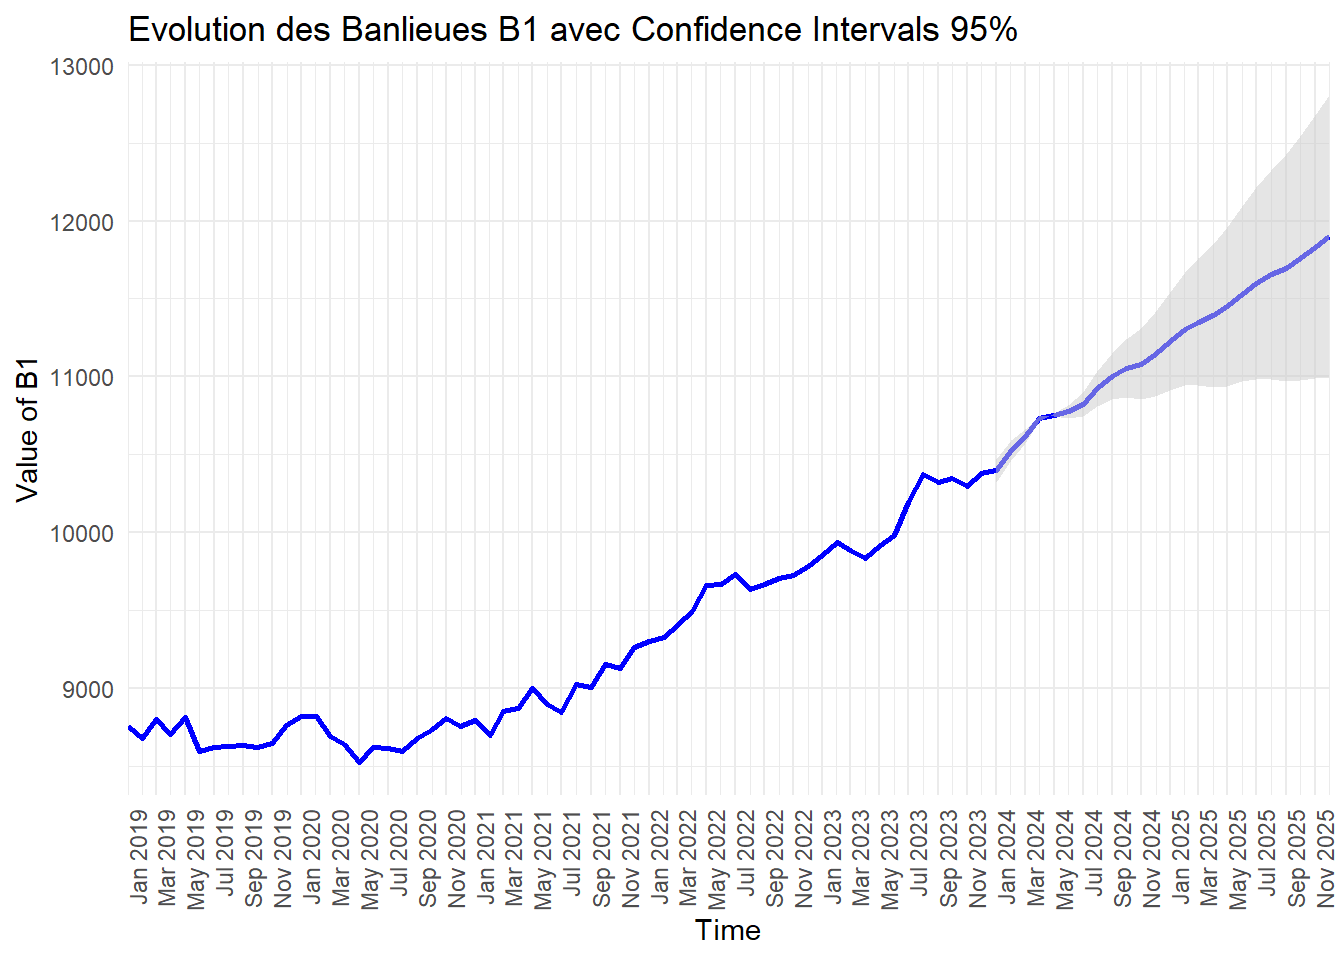 Evolution des Banlieues B1 avec Confidence Intervals 95%
13000
12000
11000
10000
9000
Value of B1
Jan 2019
Mar 2019
May 2019
Jul 2019
Sep 2019
Nov 2019
Jan 2020
Mar 2020
May 2020
Jul 2020
Sep 2020
Nov 2020
Jan 2021
Mar 2021
May 2021
Jul 2021
Sep 2021
Nov 2021
Jan 2022
Mar 2022
May 2022
Jul 2022
Sep 2022
Nov 2022
Jan 2023
Mar 2023
May 2023
Jul 2023
Sep 2023
Nov 2023
Jan 2024
Mar 2024
May 2024
Jul 2024
Sep 2024
Nov 2024
Jan 2025
Mar 2025
May 2025
Jul 2025
Sep 2025
Nov 2025
Time